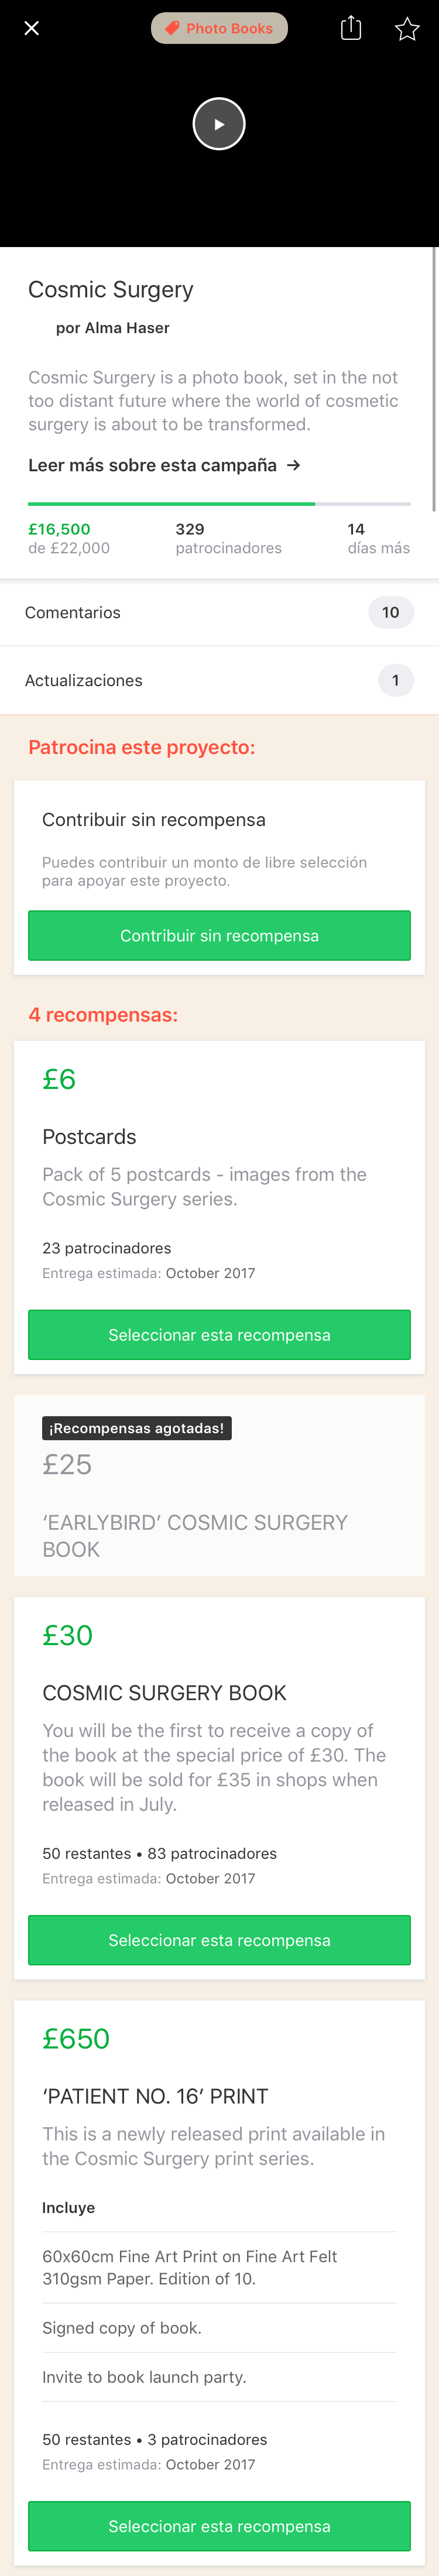 Photo Books
Cosmic Surgery
por Alma Haser
Cosmic Surgery is a photo book, set in the not
too distant future where the world of cosmetic
surgery is about to be transformed.
Leer más sobre esta campaña →
£16,500
de £22,000
329
patrocinadores
14
días más
Comentarios
10
Actualizaciones
1
Patrocina este proyecto:
Contribuir sin recompensa
Puedes contribuir un monto de libre selección
para apoyar este proyecto.
Contribuir sin recompensa
4 recompensas:
£6
Postcards
Pack of 5 postcards - images from the
Cosmic Surgery series.
23 patrocinadores
Entrega estimada: October 2017
Seleccionar esta recompensa
¡Recompensas agotadas!
£25
‘EARLYBIRD’ COSMIC SURGERY
BOOK
£30
COSMIC SURGERY BOOK
You will be the first to receive a copy of
the book at the special price of £30. The
book will be sold for £35 in shops when
released in July.
50 restantes • 83 patrocinadores
Entrega estimada: October 2017
Seleccionar esta recompensa
£650
‘PATIENT NO. 16’ PRINT
This is a newly released print available in
the Cosmic Surgery print series.
Incluye
60x60cm Fine Art Print on Fine Art Felt
310gsm Paper. Edition of 10.
Signed copy of book.
Invite to book launch party.
50 restantes • 3 patrocinadores
Entrega estimada: October 2017
Seleccionar esta recompensa